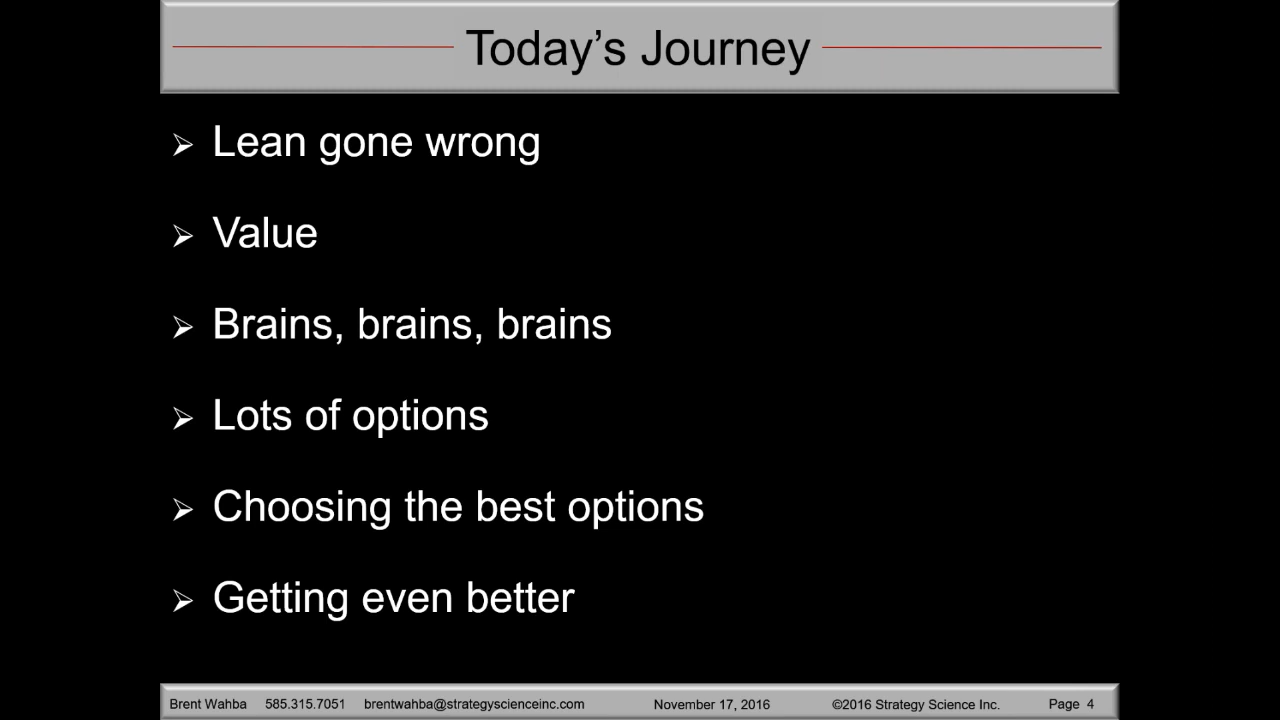 Today’s Journey
Lean gone wrong
Value
Brains, brains, brains
Lots of options
Choosing the best options
Getting even better
Brent Wahba 585.315.7051 brentwahba@strategyscienceinc.com November 17, 2016 ©2016 Strategy Science Inc. Page 4